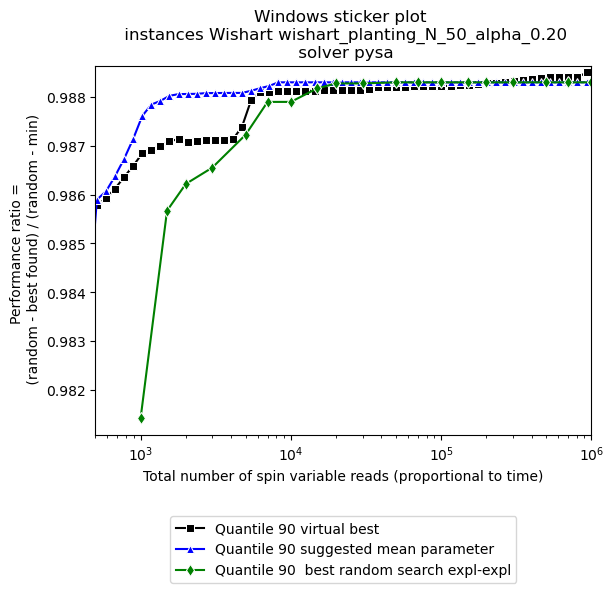 Windows sticker plot
instances Wishart wishart_planting_N_50_alpha_0.20
solver pysa
Performance ratio =
(random - best found) / (random - min)
0.988
0.987
0.986
0.985
0.984
0.983
0.982
10³
10⁴
10⁵
10⁶
Total number of spin variable reads (proportional to time)
Quantile 90 virtual best
Quantile 90 suggested mean parameter
Quantile 90  best random search expl-expl